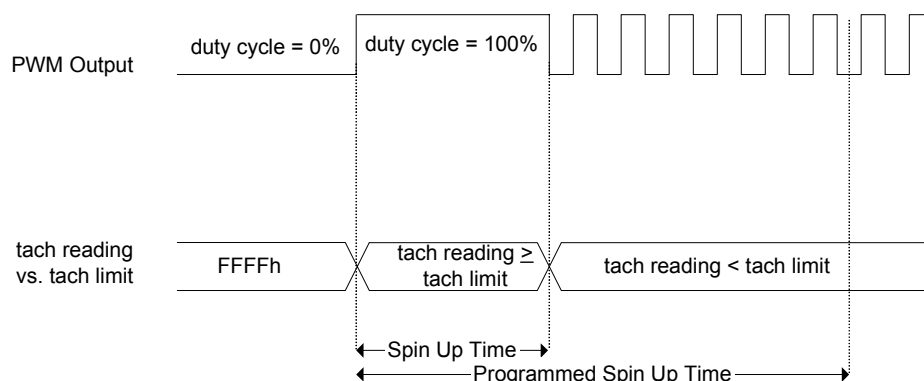 duty cycle = 0%
duty cycle = 100%
PWM Output
tach reading
vs. tach limit
FFFFh
tach reading ≥
tach limit
tach reading < tach limit
Spin Up Time
Programmed Spin Up Time